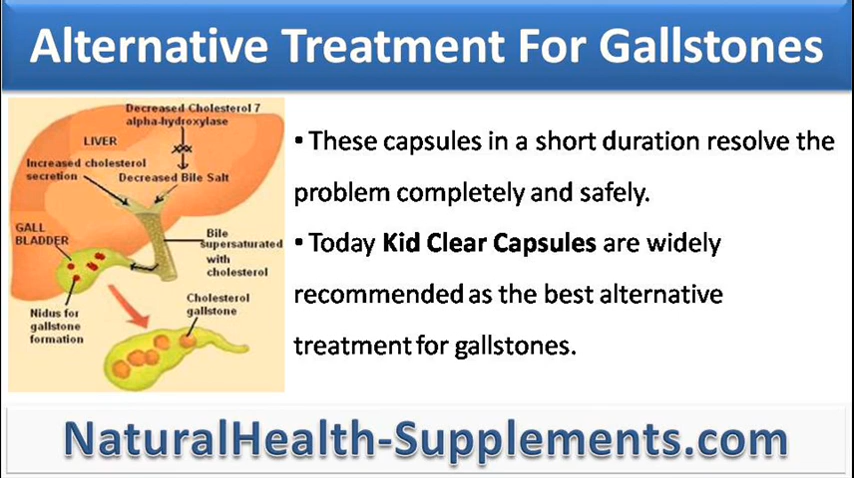 Alternative Treatment For Gallstones
Decreased Cholesterol 7
alpha-hydroxylase
LIVER
Increased cholesterol
secretion
Decreased Bile Salt
GALL
BLADDER
Bile
supersaturated
with
cholesterol
Nidus for
gallstone
formation
Cholesterol
gallstone
▪ These capsules in a short duration resolve the
problem completely and safely.
▪ Today Kid Clear Capsules are widely
recommended as the best alternative
treatment for gallstones.
NaturalHealth-Supplements.com